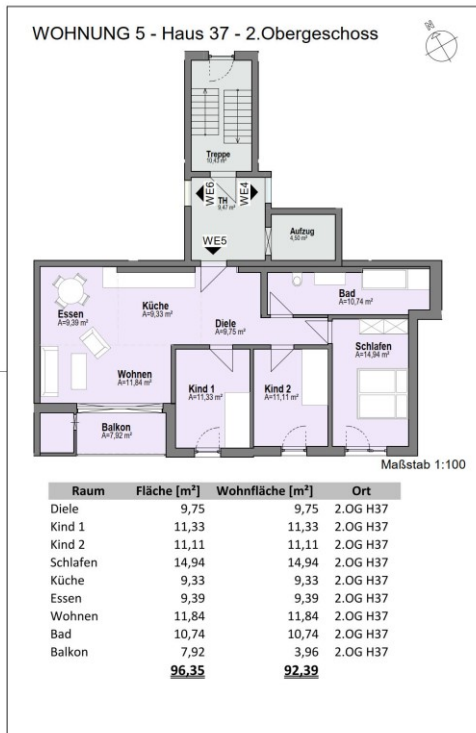 WOHNUNG 5 - Haus 37 - 2.Obergeschoss
N
Treppe
10,43 m²
WE6
TH
9,67 m²
WE4
WE5
Aufzug
4,50 m²
Essen
A=9,39 m²
Küche
A=9,33 m²
Diele
A=9,75 m²
Bad
A=10,74 m²
Schlafen
A=14,94 m²
Wohnen
A=11,84 m²
Kind 1
A=11,33 m²
Kind 2
A=11,11 m²
Balkon
A=7,92 m²
Maßstab 1:100
Raum Fläche [m²] Wohnfläche [m²] Ort
Diele 9,75 9,75 2.OG H37
Kind 1 11,33 11,33 2.OG H37
Kind 2 11,11 11,11 2.OG H37
Schlafen 14,94 14,94 2.OG H37
Küche 9,33 9,33 2.OG H37
Essen 9,39 9,39 2.OG H37
Wohnen 11,84 11,84 2.OG H37
Bad 10,74 10,74 2.OG H37
Balkon 7,92 3,96 2.OG H37
96,35 92,39